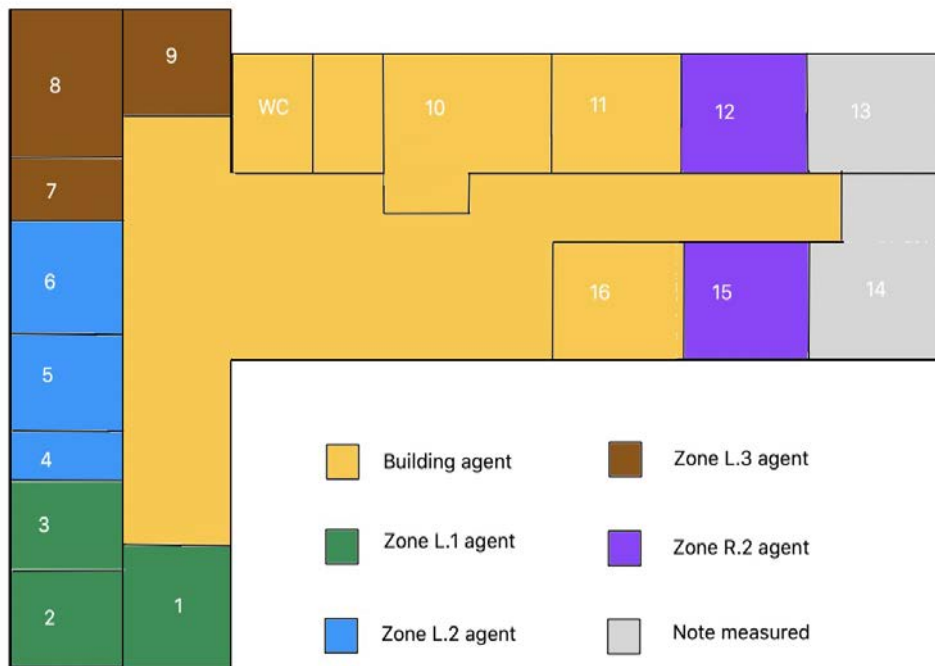 9
8
WC
10
11
12
13
7
6
16
15
14
5
4
Building agent
Zone L.3 agent
3
Zone L.1 agent
Zone R.2 agent
1
2
Zone L.2 agent
Note measured